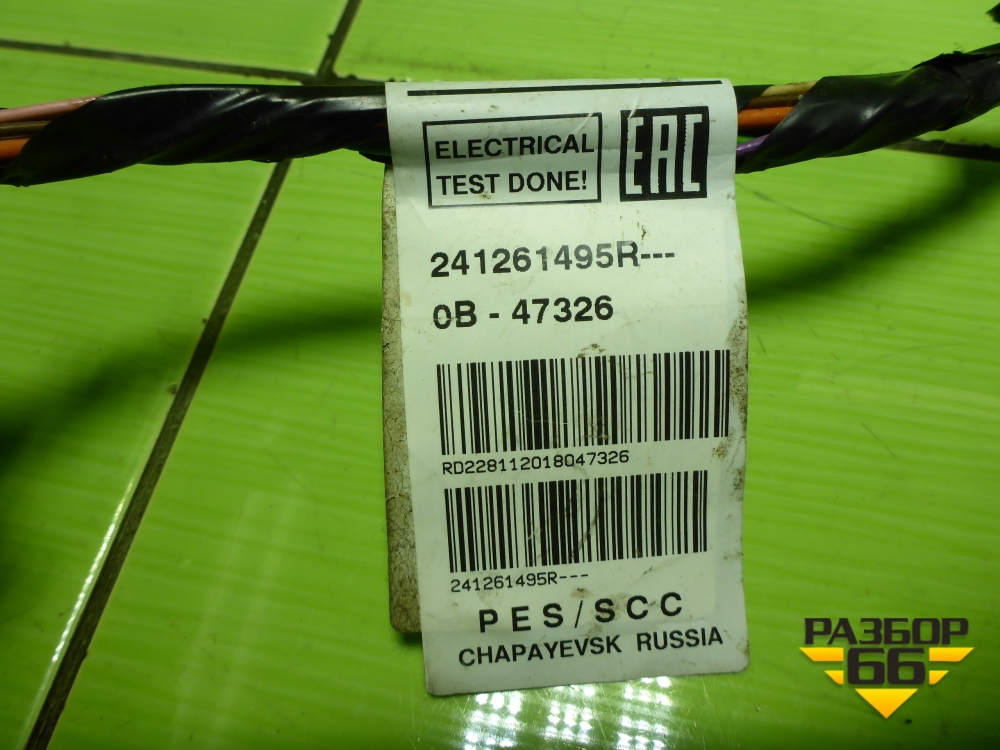 ELECTRICAL
TEST DONE!
EAC
241261495R---
0B - 47326
RD228112018047326
241261495R---
PES/SCC
CHAPAYEVSK RUSSIA
РАЗБОР
66